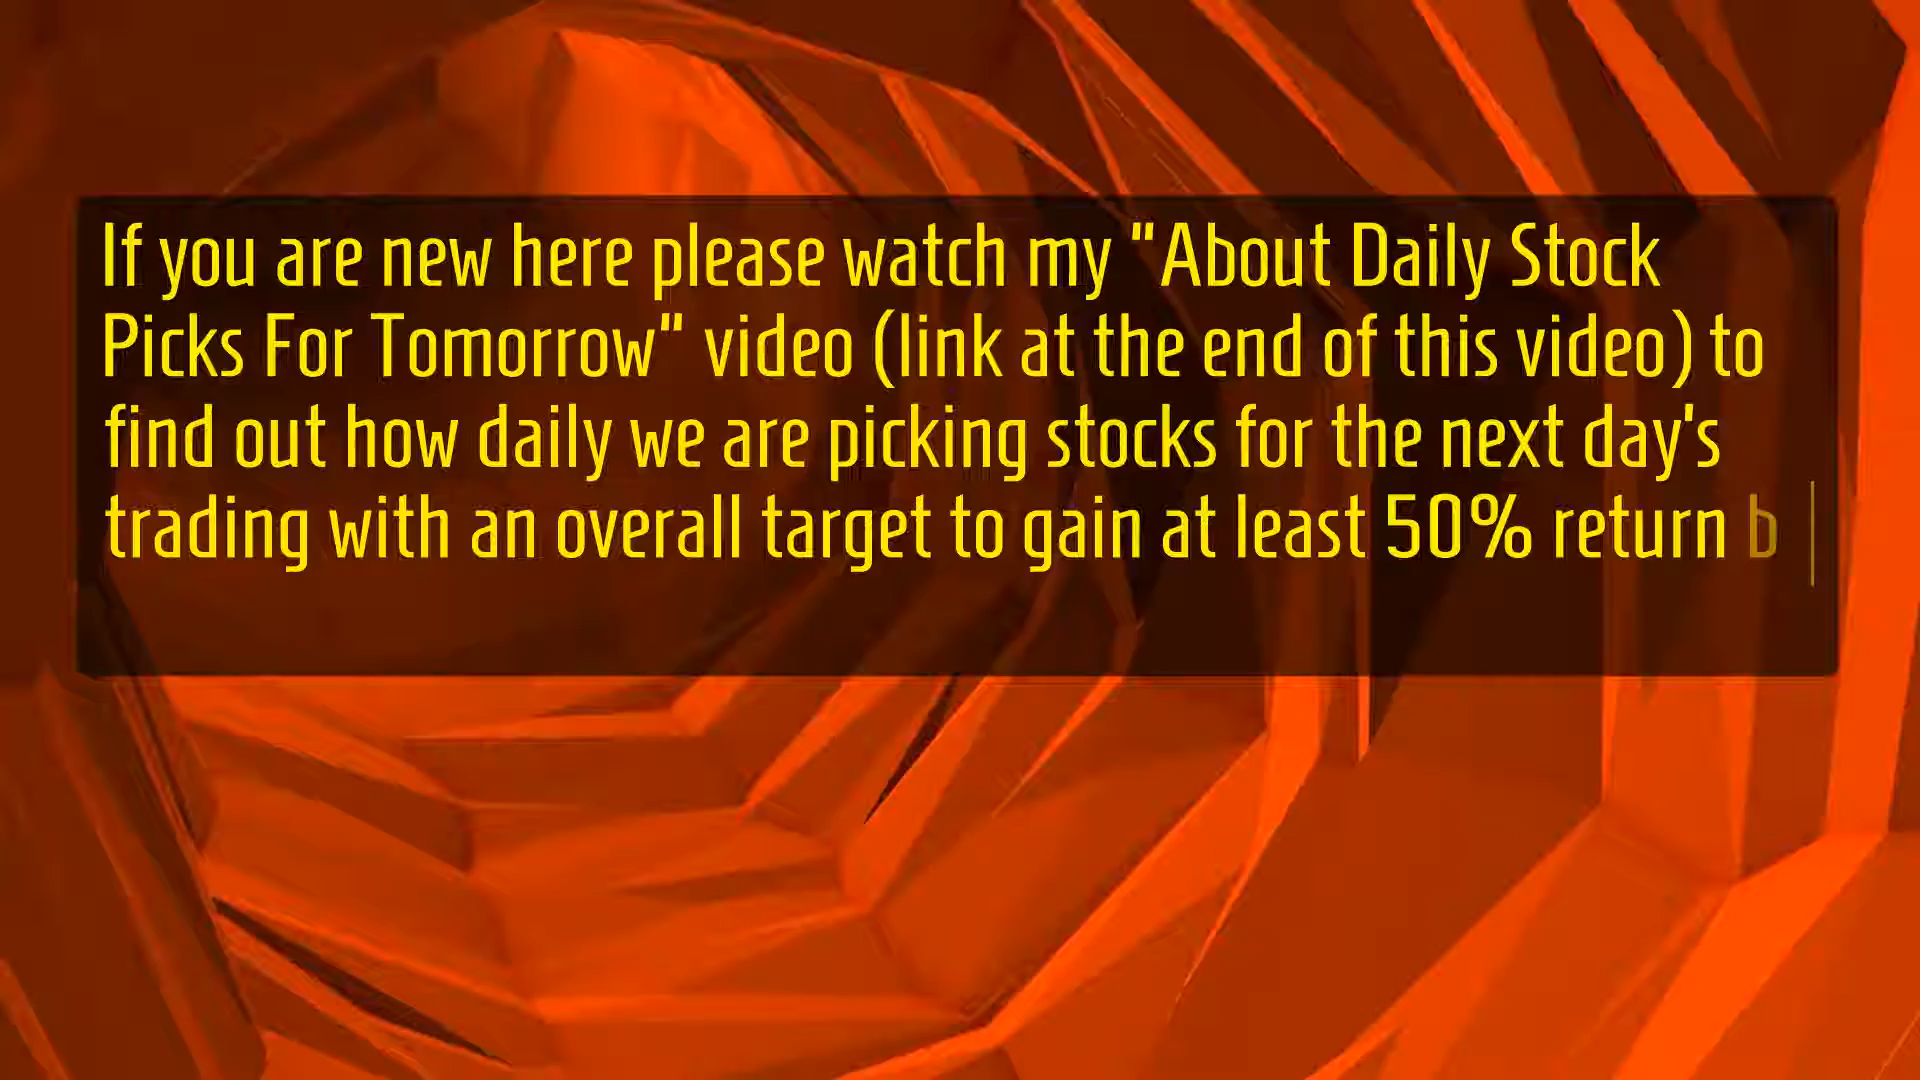 If you are new here please watch my "About Daily Stock
Picks For Tomorrow" video (link at the end of this video) to
find out how daily we are picking stocks for the next day's
trading with an overall target to gain at least 50% return b